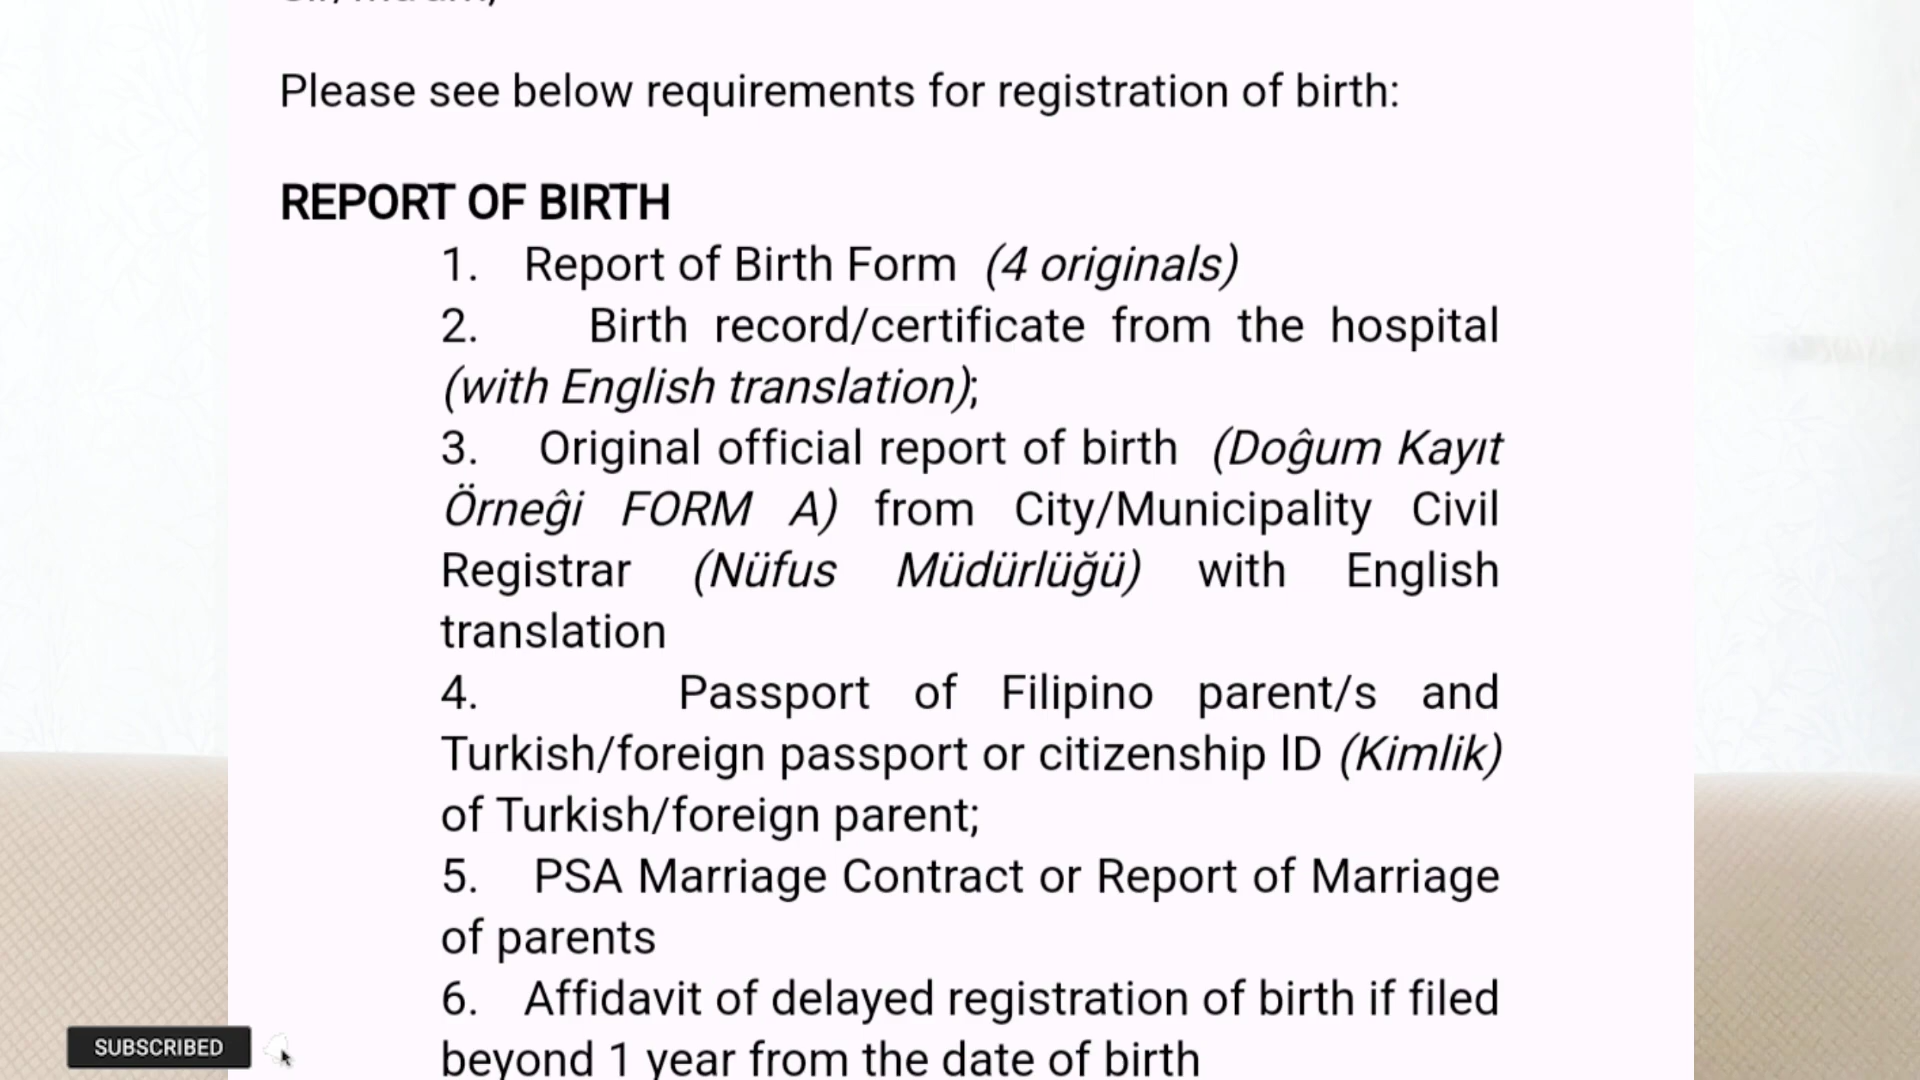 Please see below requirements for registration of birth:
REPORT OF BIRTH
1. Report of Birth Form (4 originals)
2. Birth record/certificate from the hospital
(with English translation);
3. Original official report of birth (Doĝum Kayıt
Örneĝi FORM A) from City/Municipality Civil
Registrar (Nüfus Müdürlüğü) with English
translation
4. Passport of Filipino parent/s and
Turkish/foreign passport or citizenship ID (Kimlik)
of Turkish/foreign parent;
5. PSA Marriage Contract or Report of Marriage
of parents
6. Affidavit of delayed registration of birth if filed
beyond 1 year from the date of birth
SUBSCRIBED